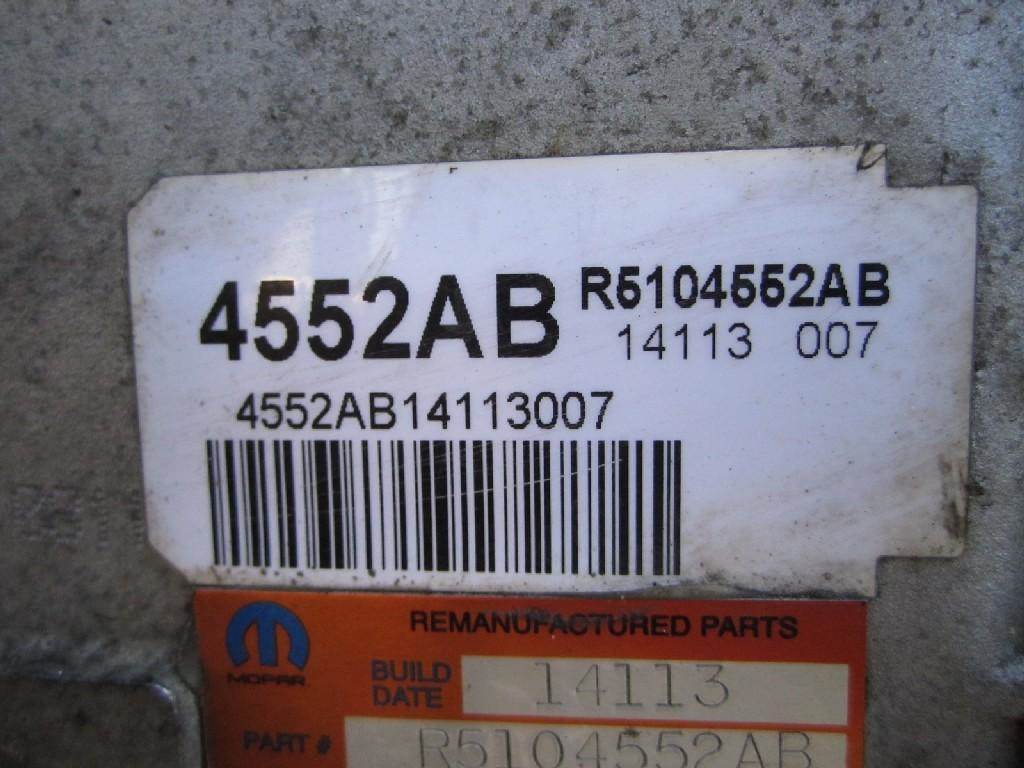 4552AB R5104552AB
14113 007
4552AB14113007
REMANUFACTURED PARTS
MOPAR
BUILD DATE 14113
PART # R5104552AB